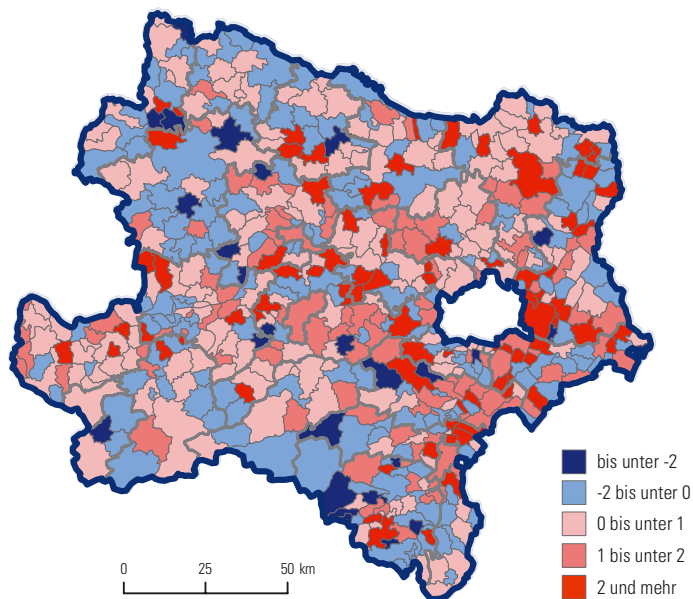 bis unter -2
-2 bis unter 0
0 bis unter 1
1 bis unter 2
2 und mehr
0 25 50 km